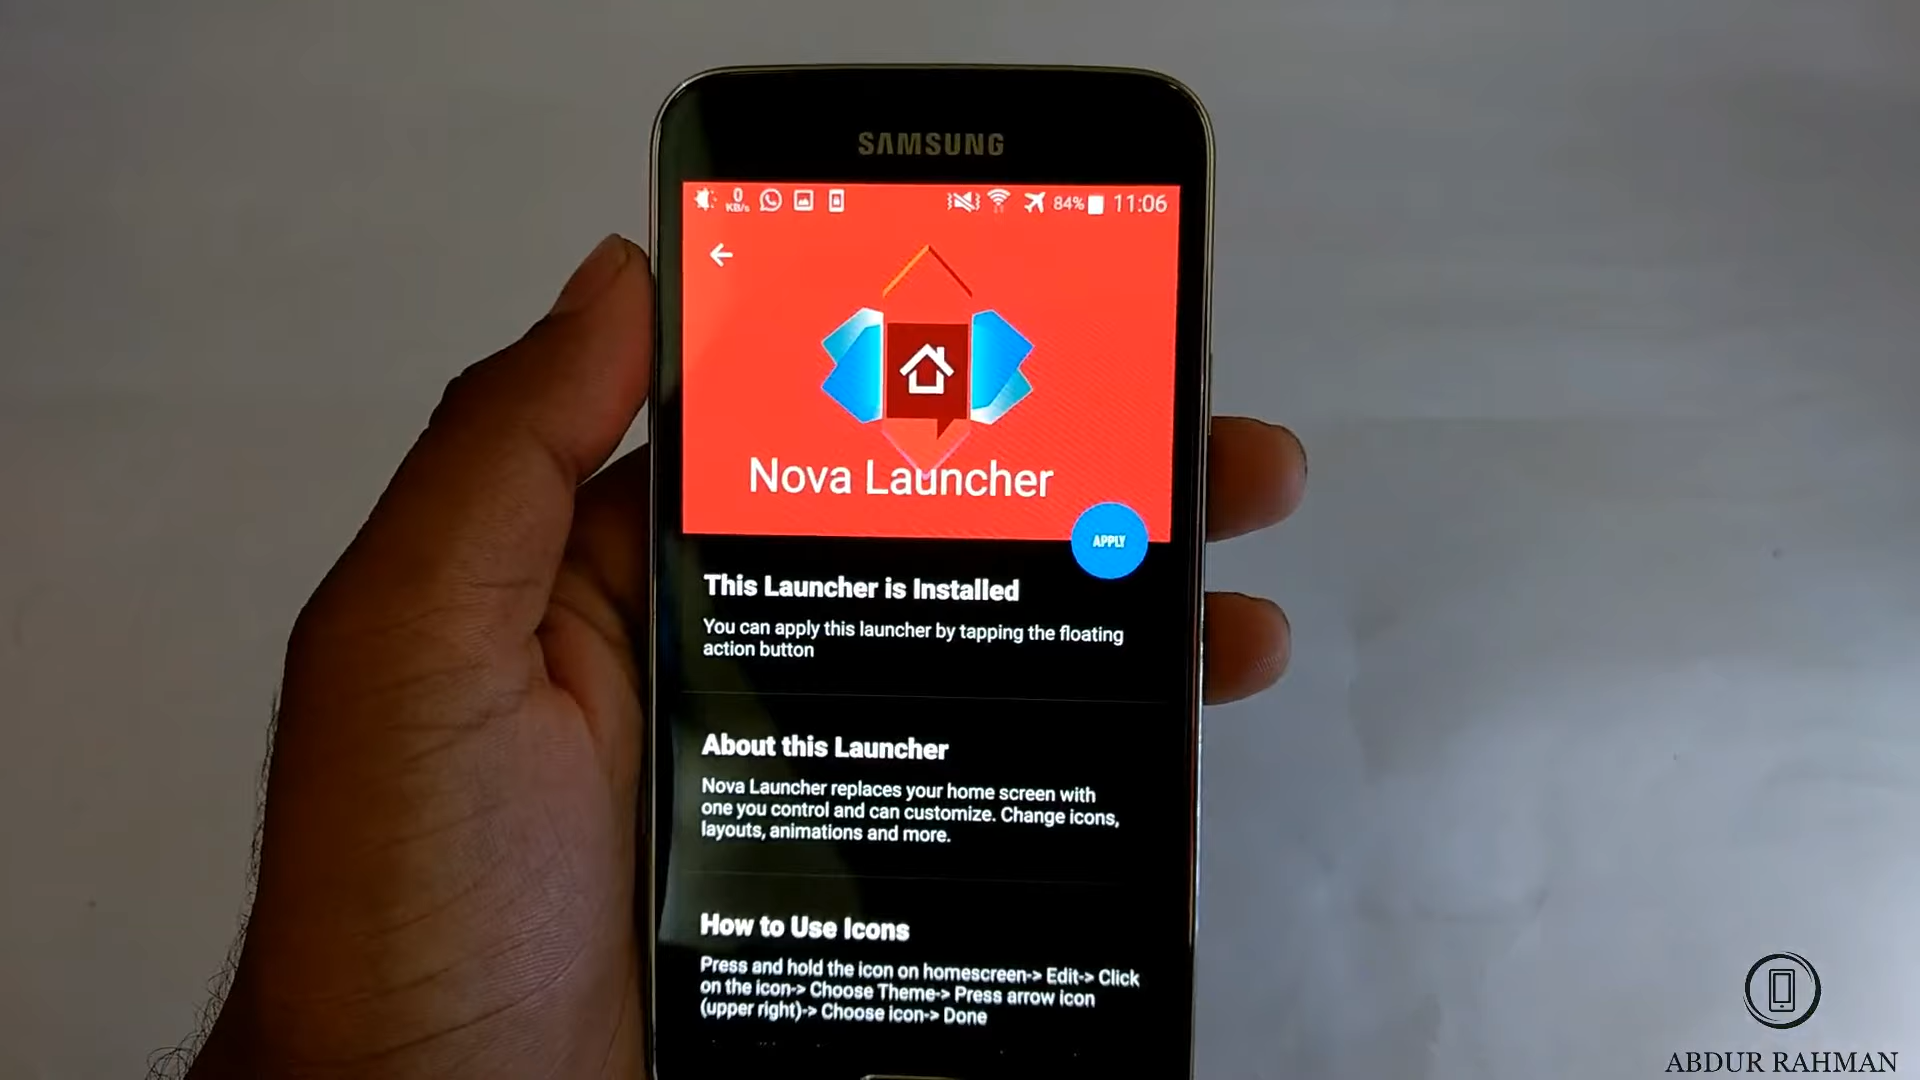 SAMSUNG
0
KB/s
84%
11:06
Nova Launcher
APPLY
This Launcher is Installed
You can apply this launcher by tapping the floating
action button
About this Launcher
Nova Launcher replaces your home screen with
one you control and can customize. Change icons,
layouts, animations and more.
How to Use Icons
Press and hold the icon on homescreen-> Edit-> Click
on the icon-> Choose Theme-> Press arrow icon
(upper right)-> Choose icon-> Done
ABDUR RAHMAN